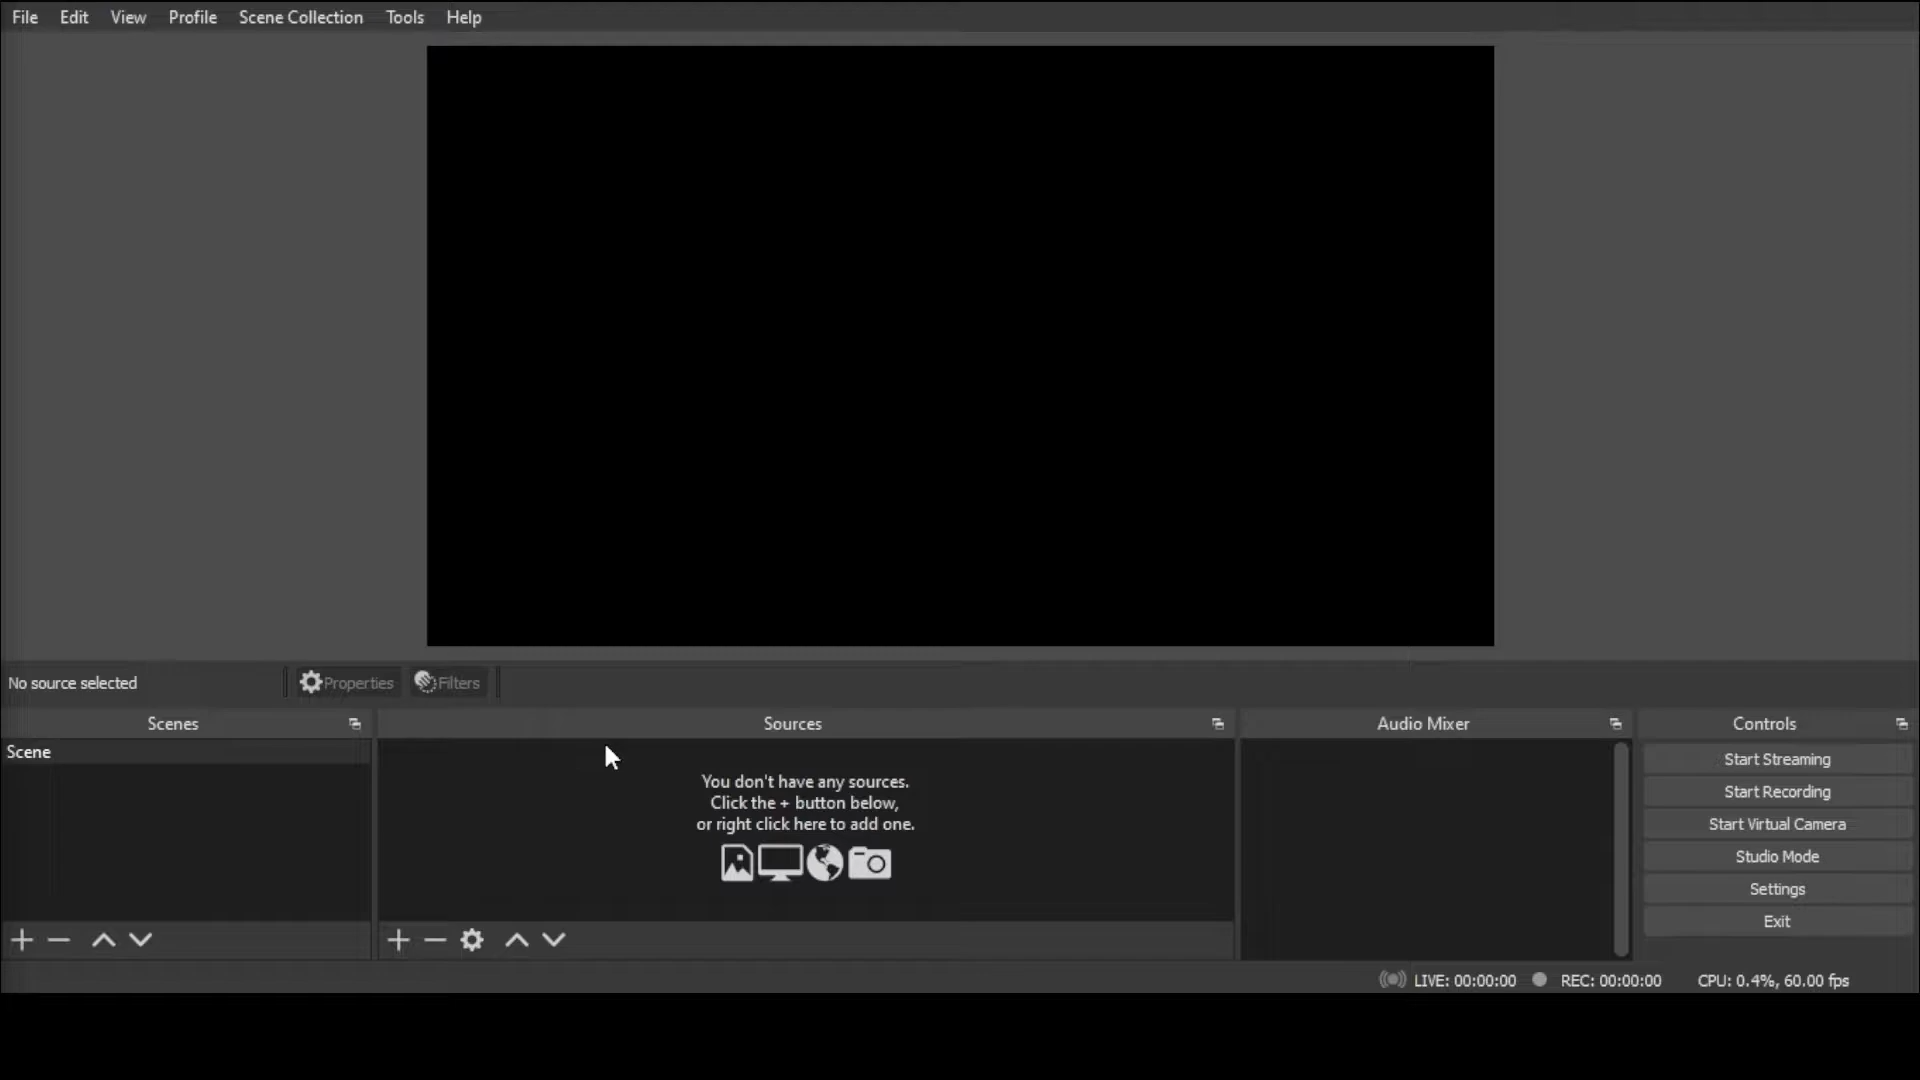 File Edit View Profile Scene Collection Tools Help
No source selected Properties Filters
Scenes Sources Audio Mixer Controls
Scene
You don't have any sources.
Click the + button below,
or right click here to add one.
Start Streaming
Start Recording
Start Virtual Camera
Studio Mode
Settings
Exit
LIVE: 00:00:00 REC: 00:00:00 CPU: 0.4%, 60.00 fps